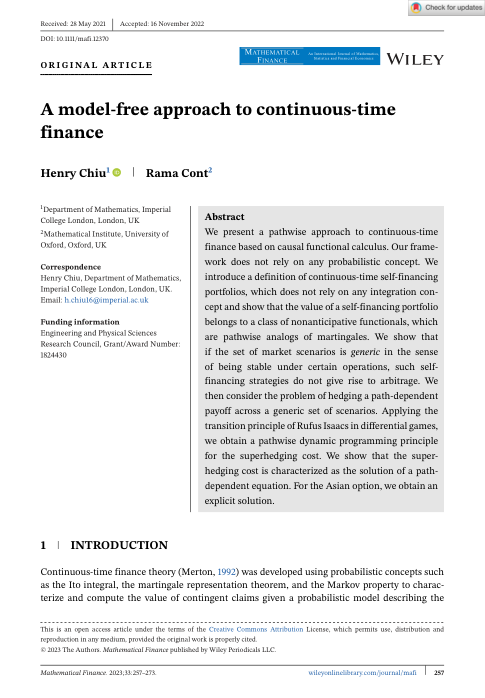 Check for updates
Received: 28 May 2021 | Accepted: 16 November 2022
DOI: 10.1111/mafi.12370
ORIGINAL ARTICLE
MATHEMATICAL FINANCE
An International Journal of Mathematics, Statistics and Financial Economics
WILEY
A model-free approach to continuous-time
finance
Henry Chiu1 | Rama Cont2
1Department of Mathematics, Imperial
College London, London, UK
2Mathematical Institute, University of
Oxford, Oxford, UK
Correspondence
Henry Chiu, Department of Mathematics,
Imperial College London, London, UK.
Email: h.chiu16@imperial.ac.uk
Funding information
Engineering and Physical Sciences
Research Council, Grant/Award Number:
1824430
Abstract
We present a pathwise approach to continuous-time
finance based on causal functional calculus. Our frame-
work does not rely on any probabilistic concept. We
introduce a definition of continuous-time self-financing
portfolios, which does not rely on any integration con-
cept and show that the value of a self-financing portfolio
belongs to a class of nonanticipative functionals, which
are pathwise analogs of martingales. We show that
if the set of market scenarios is generic in the sense
of being stable under certain operations, such self-
financing strategies do not give rise to arbitrage. We
then consider the problem of hedging a path-dependent
payoff across a generic set of scenarios. Applying the
transition principle of Rufus Isaacs in differential games,
we obtain a pathwise dynamic programming principle
for the superhedging cost. We show that the super-
hedging cost is characterized as the solution of a path-
dependent equation. For the Asian option, we obtain an
explicit solution.
1 | INTRODUCTION
Continuous-time finance theory (Merton, 1992) was developed using probabilistic concepts such
as the Ito integral, the martingale representation theorem, and the Markov property to charac-
terize and compute the value of contingent claims given a probabilistic model describing the
This is an open access article under the terms of the Creative Commons Attribution License, which permits use, distribution and
reproduction in any medium, provided the original work is properly cited.
© 2023 The Authors. Mathematical Finance published by Wiley Periodicals LLC.
Mathematical Finance. 2023;33:257–273.
wileyonlinelibrary.com/journal/mafi | 257